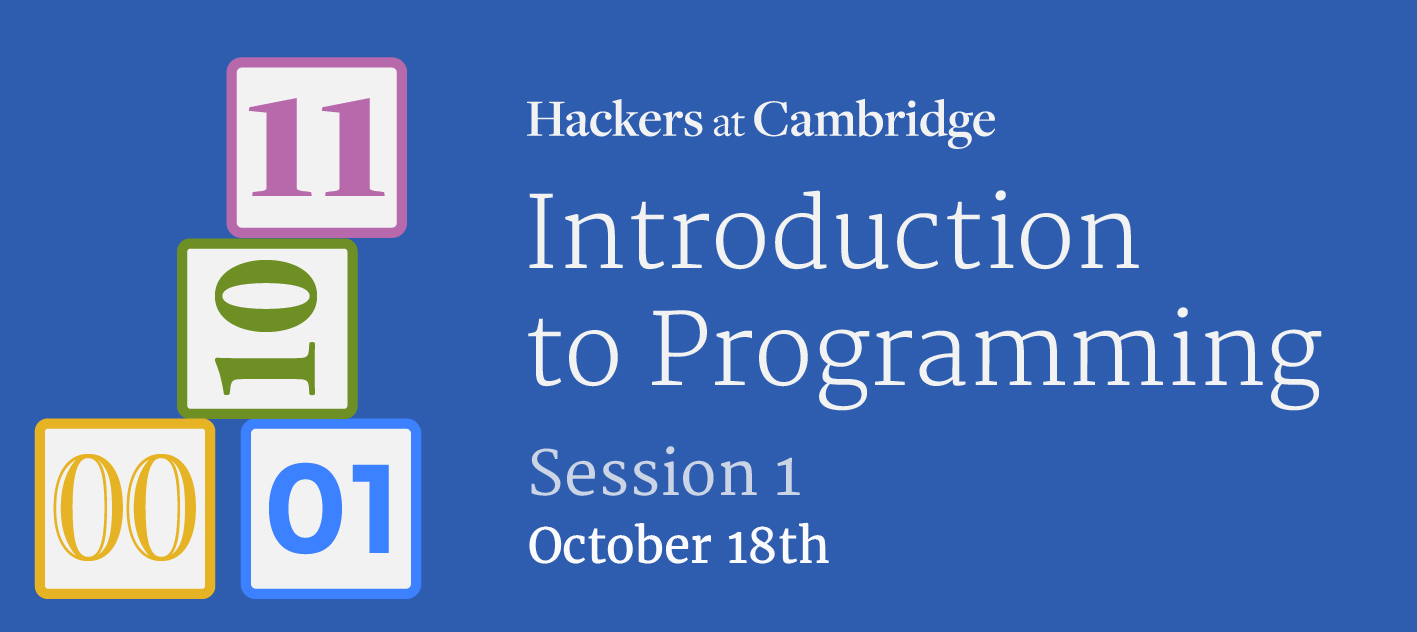 11
10
00
01
Hackers at Cambridge
Introduction
to Programming
Session 1
October 18th